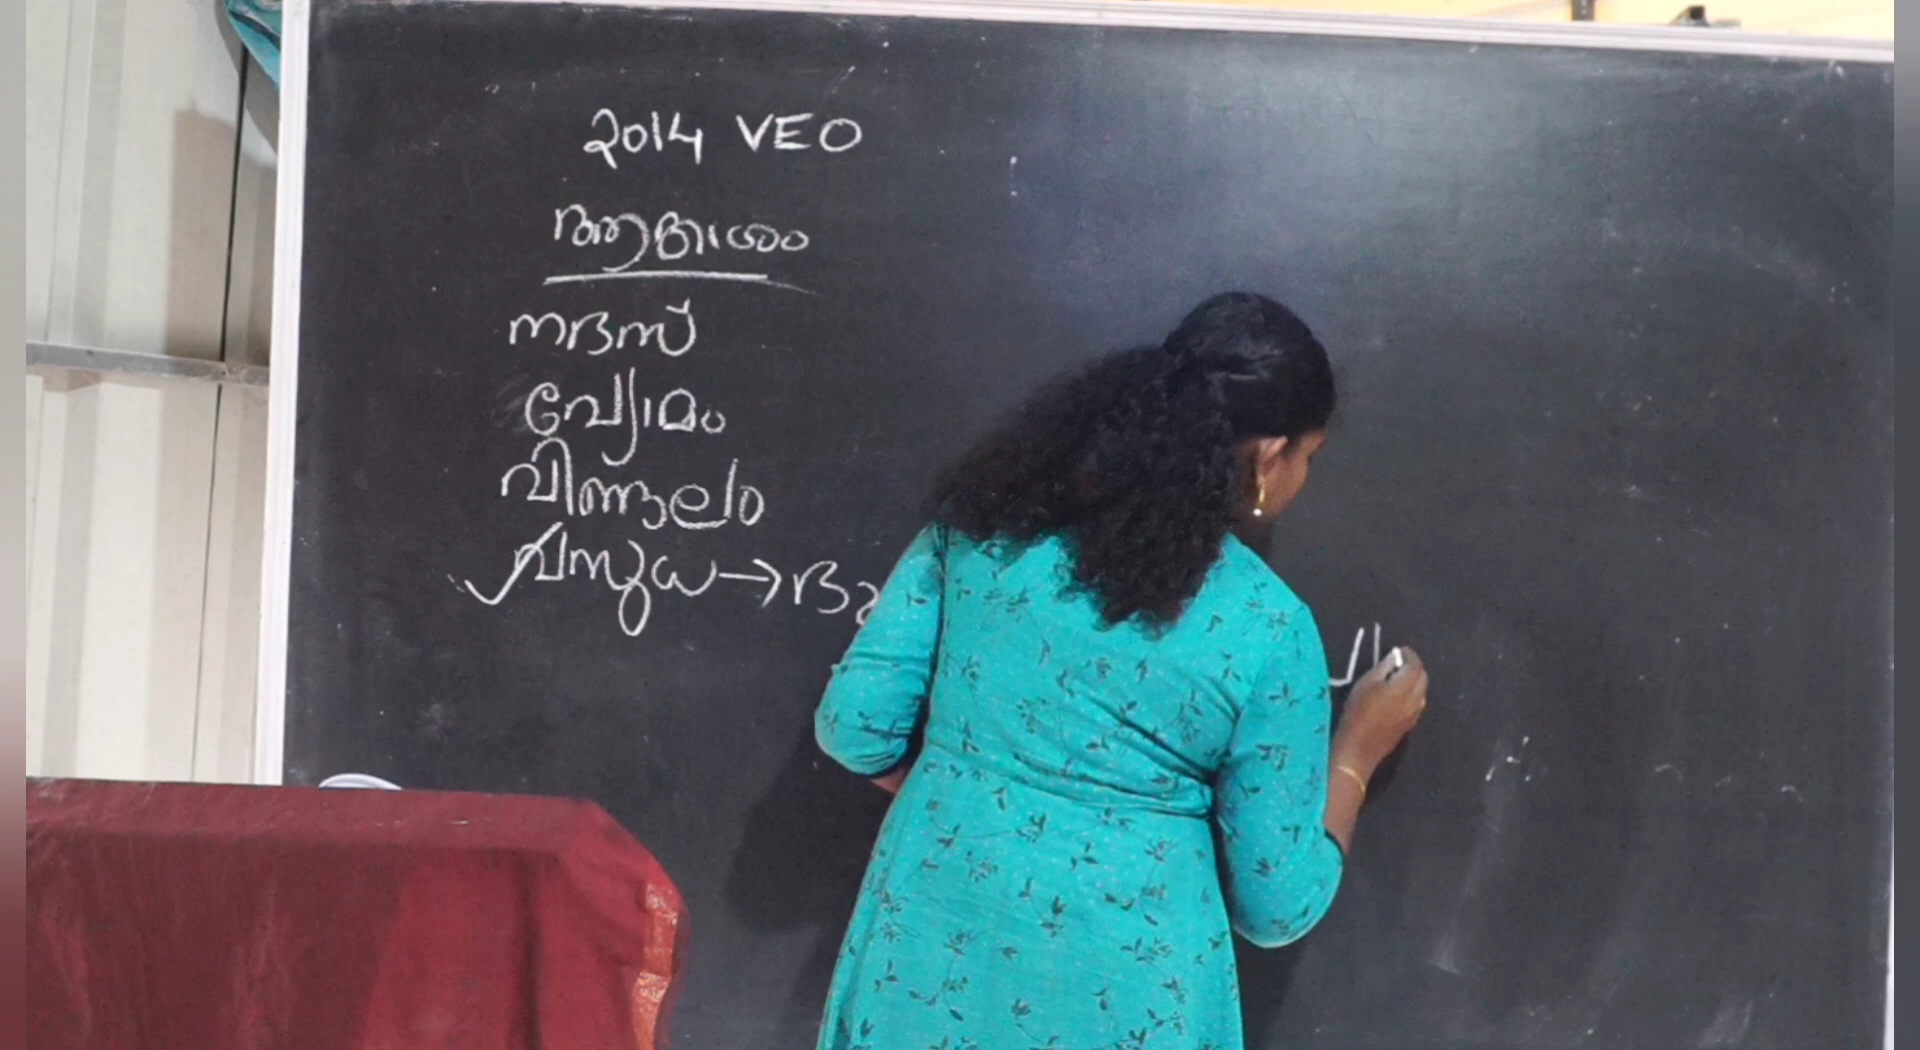 2014 VEO
ആകാശം
നഭസ്
വ്യോമം
വിണ്ടലം
വസുധ → ഭൂ